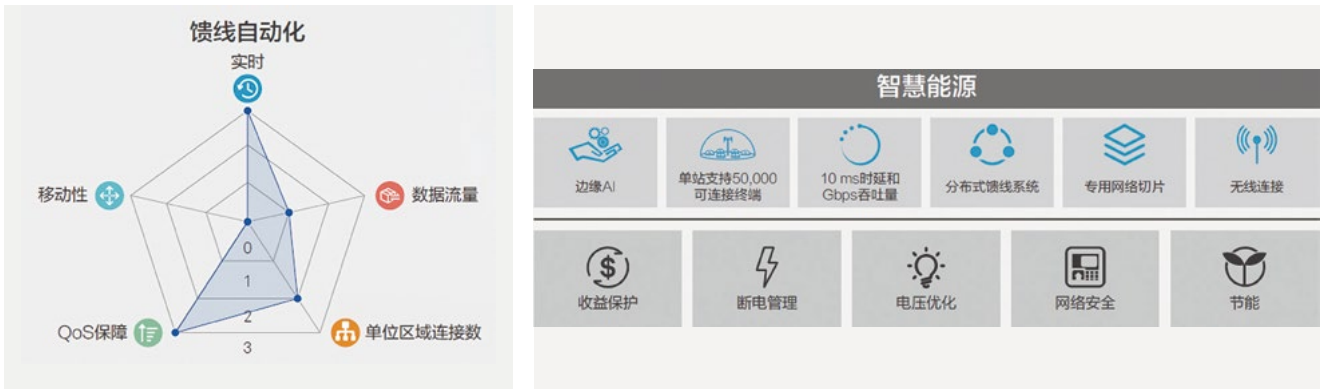 馈线自动化
实时
移动性
数据流量
0
1
2
3
QoS保障
单位区域连接数
智慧能源
边缘AI
单站支持50,000
可连接终端
10 ms时延和
Gbps吞吐量
分布式馈线系统
专用网络切片
无线连接
$
收益保护
断电管理
电压优化
网络安全
节能